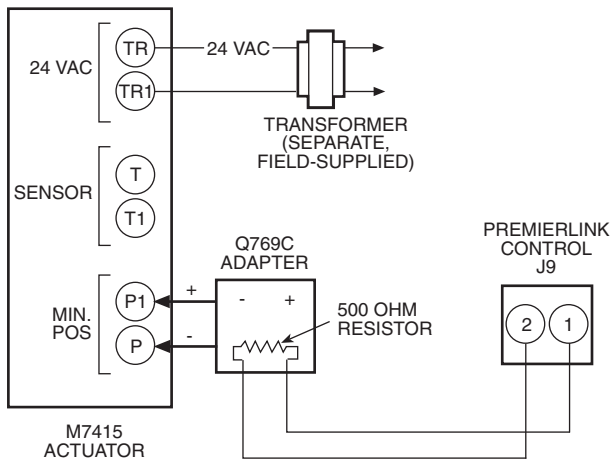 24 VAC
TR
TR1
24 VAC
TRANSFORMER
(SEPARATE,
FIELD-SUPPLIED)
SENSOR
T
T1
MIN.
POS
P1
P
+
-
Q769C
ADAPTER
- +
500 OHM
RESISTOR
PREMIERLINK
CONTROL
J9
2 1
M7415
ACTUATOR